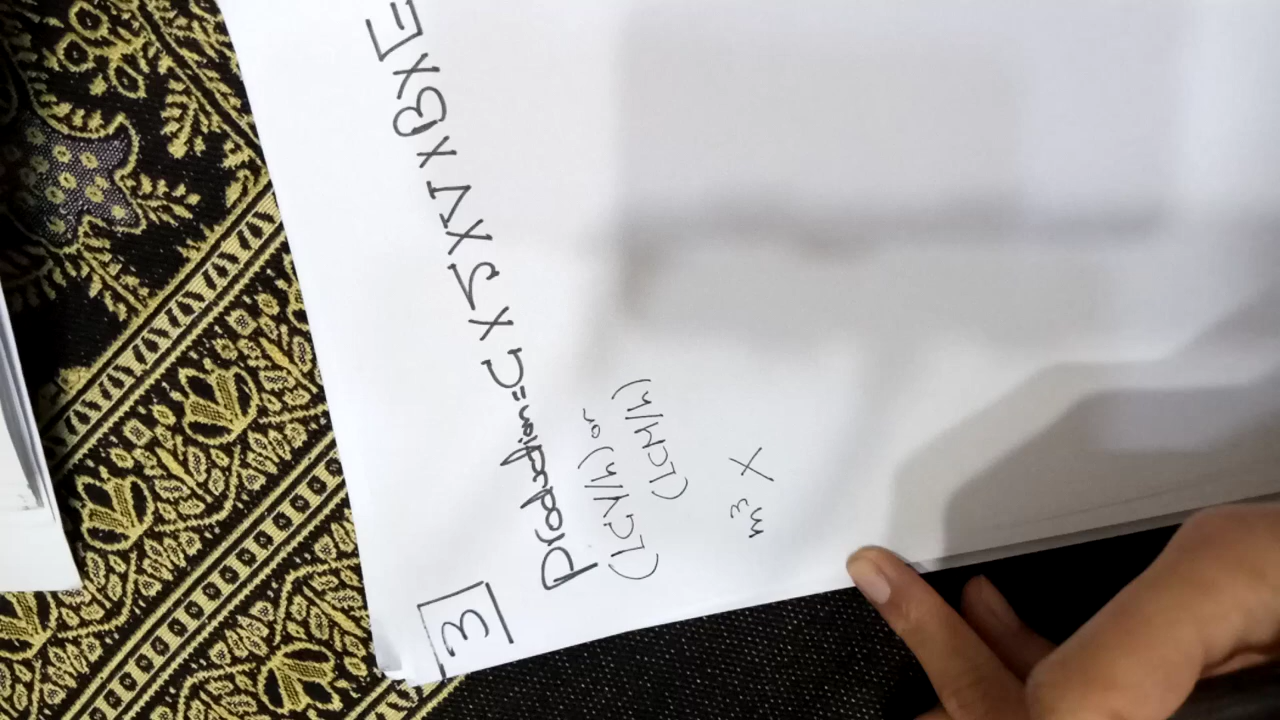 3
Production = C x S x V x B x E
(LCY/h) or
(LCM/h)
m³ x